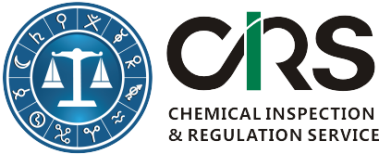 CIRS
CHEMICAL INSPECTION
& REGULATION SERVICE